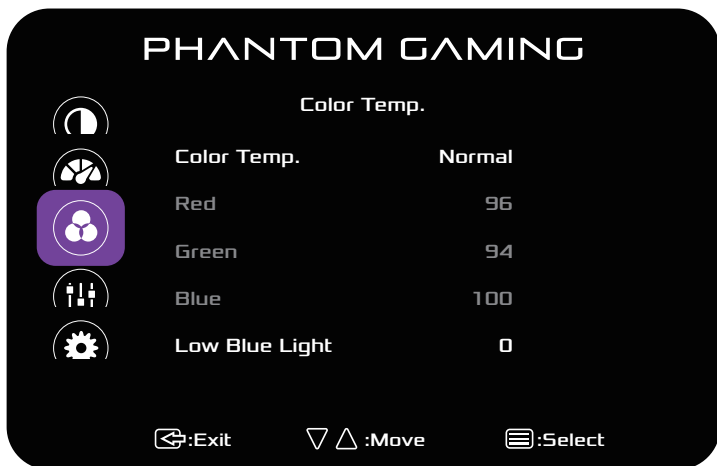 PHANTOM GAMING
Color Temp.
Color Temp. Normal
Red 96
Green 94
Blue 100
Low Blue Light 0
:Exit :Move :Select